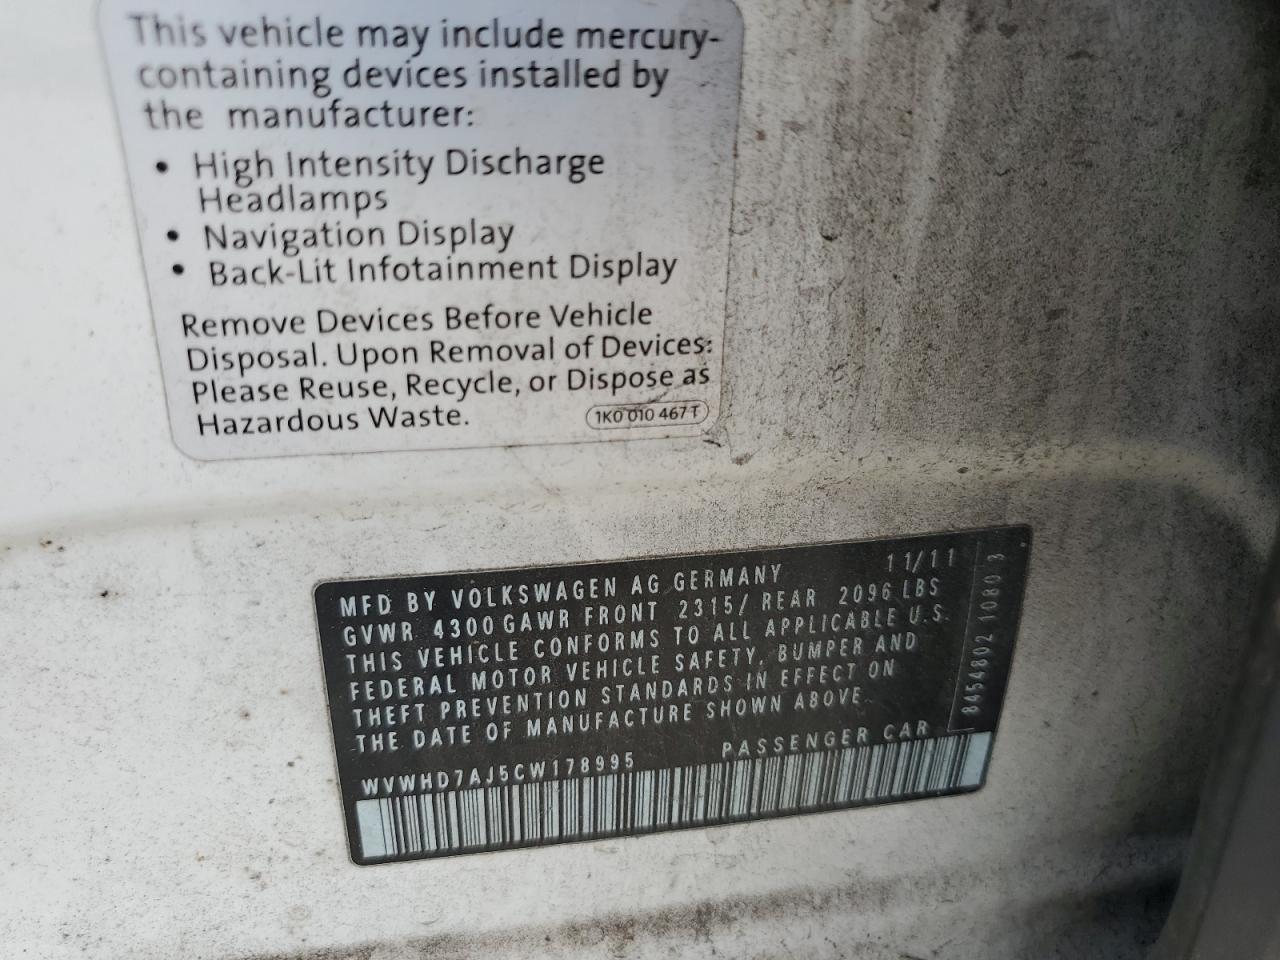 This vehicle may include mercury-
containing devices installed by
the manufacturer:
• High Intensity Discharge
Headlamps
• Navigation Display
• Back-Lit Infotainment Display
Remove Devices Before Vehicle
Disposal. Upon Removal of Devices:
Please Reuse, Recycle, or Dispose as
Hazardous Waste.
1K0 010 467 T
MFD BY VOLKSWAGEN AG GERMANY 11/11
GVWR 4300 GAWR FRONT 2315/ REAR 2096 LBS
THIS VEHICLE CONFORMS TO ALL APPLICABLE U.S.
FEDERAL MOTOR VEHICLE SAFETY, BUMPER AND
THEFT PREVENTION STANDARDS IN EFFECT ON
THE DATE OF MANUFACTURE SHOWN ABOVE.
WVWHD7AJ5CW178995 PASSENGER CAR
8454802 1080 3